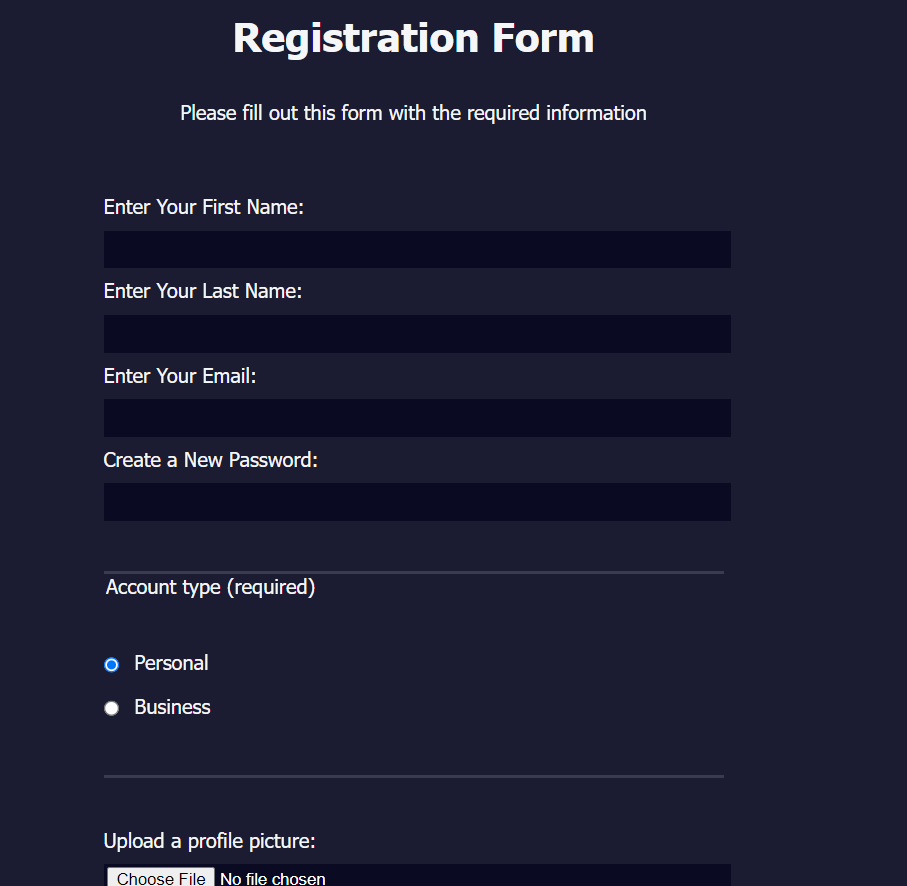 Registration Form
Please fill out this form with the required information
Enter Your First Name:
Enter Your Last Name:
Enter Your Email:
Create a New Password:
Account type (required)
Personal
Business
Upload a profile picture:
Choose File No file chosen